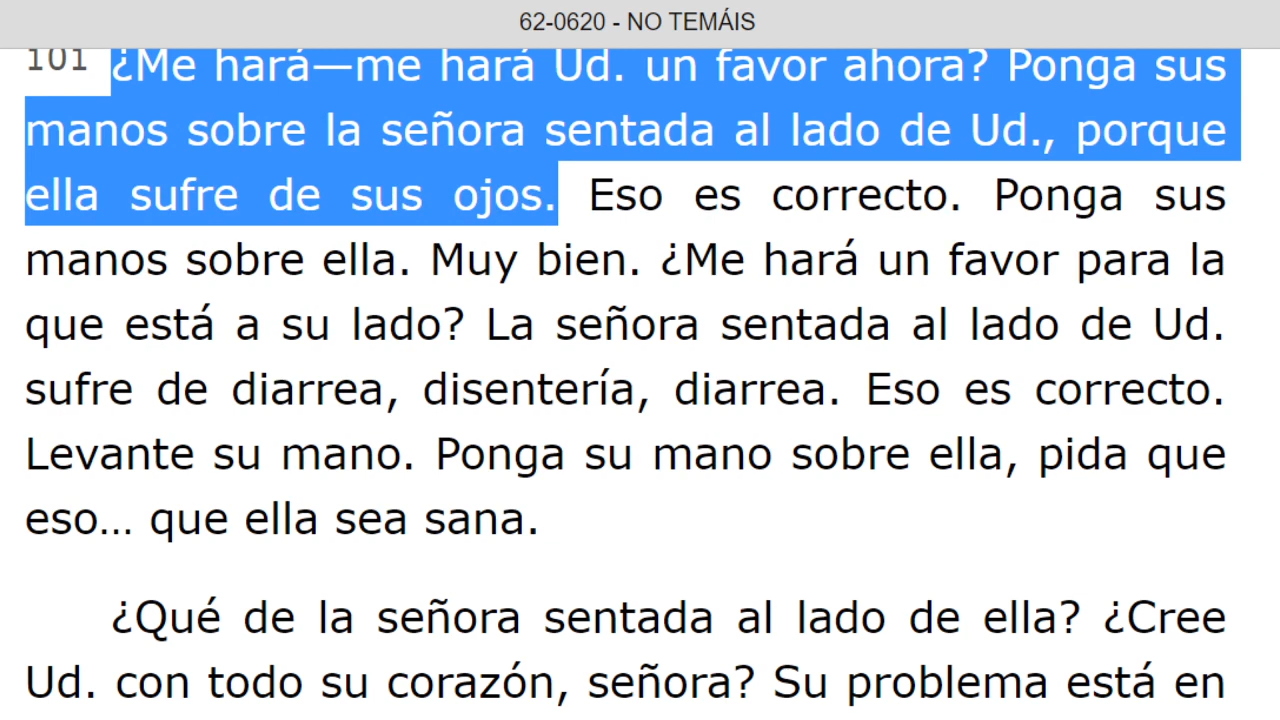 62-0620 - NO TEMÁIS
101 ¿Me hará—me hará Ud. un favor ahora? Ponga sus
manos sobre la señora sentada al lado de Ud., porque
ella sufre de sus ojos. Eso es correcto. Ponga sus
manos sobre ella. Muy bien. ¿Me hará un favor para la
que está a su lado? La señora sentada al lado de Ud.
sufre de diarrea, disentería, diarrea. Eso es correcto.
Levante su mano. Ponga su mano sobre ella, pida que
eso… que ella sea sana.
¿Qué de la señora sentada al lado de ella? ¿Cree
Ud. con todo su corazón, señora? Su problema está en